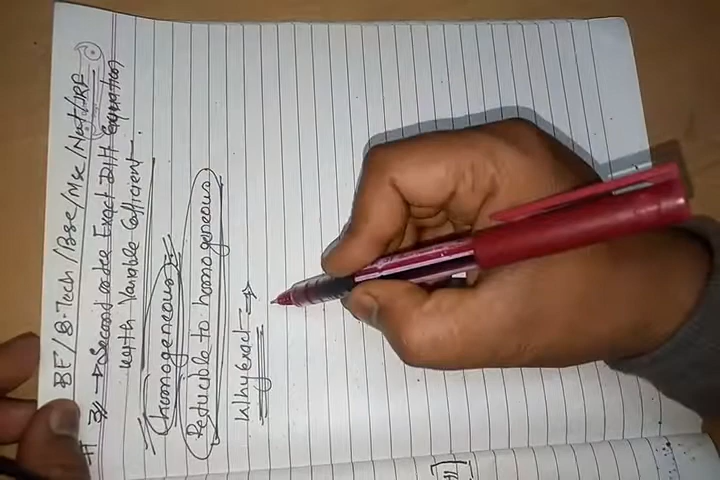 # BE/B.Tech/Bsc/Msc/Net/JRF
3) → Second order Exact Diff Equation
with Variable Cofficient -
Homogeneous
Reducible to homogeneous
Why Exact →